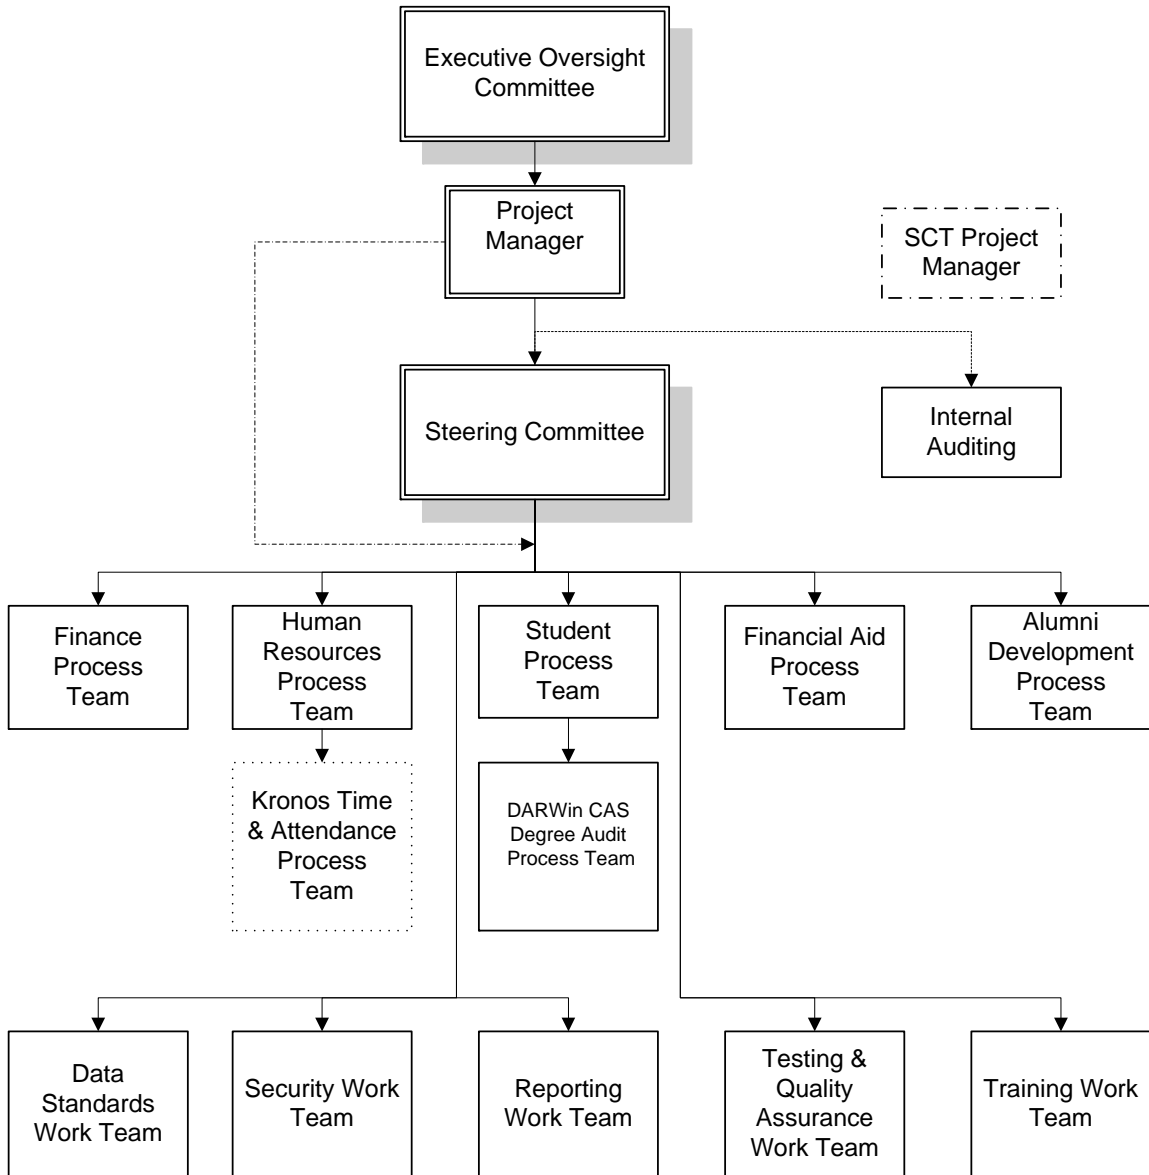 Executive Oversight
Committee
Project
Manager
SCT Project
Manager
Steering Committee
Internal
Auditing
Finance
Process
Team
Human
Resources
Process
Team
Student
Process
Team
Financial Aid
Process
Team
Alumni
Development
Process
Team
Kronos Time
& Attendance
Process
Team
DARWin CAS
Degree Audit
Process Team
Data
Standards
Work Team
Security Work
Team
Reporting
Work Team
Testing &
Quality
Assurance
Work Team
Training Work
Team